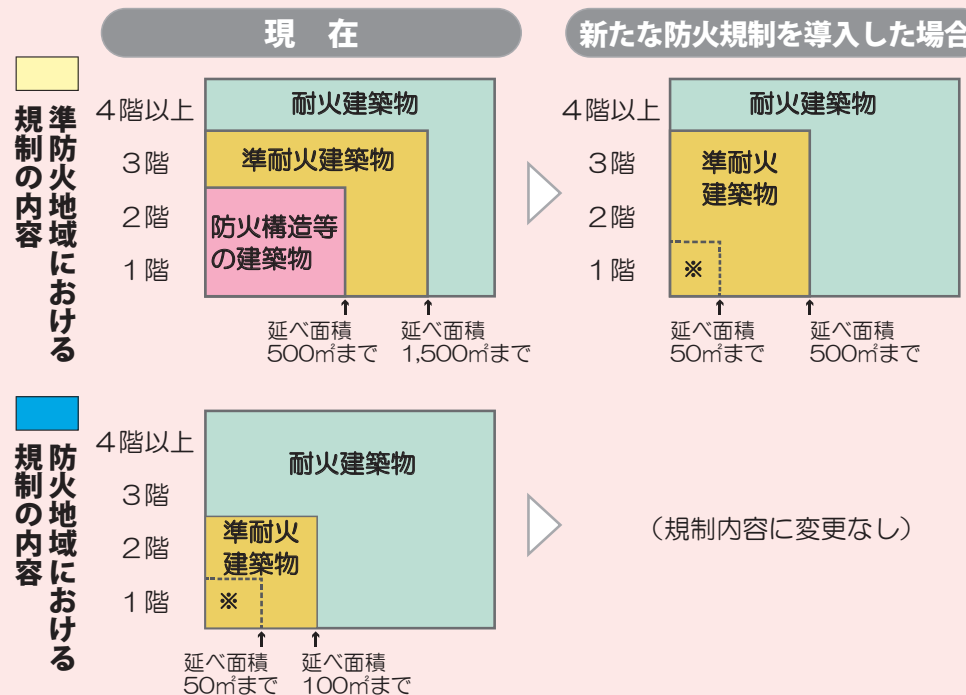 現 在
新たな防火規制を導入した場合
準防火地域における
規制の内容
4階以上
3階
2階
1階
耐火建築物
準耐火建築物
防火構造等
の建築物
延べ面積
500㎡まで
延べ面積
1,500㎡まで
4階以上
3階
2階
1階
耐火建築物
準耐火
建築物
※
延べ面積
50㎡まで
延べ面積
500㎡まで
防火地域における
規制の内容
4階以上
3階
2階
1階
耐火建築物
準耐火
建築物
※
延べ面積
50㎡まで
延べ面積
100㎡まで
（規制内容に変更なし）